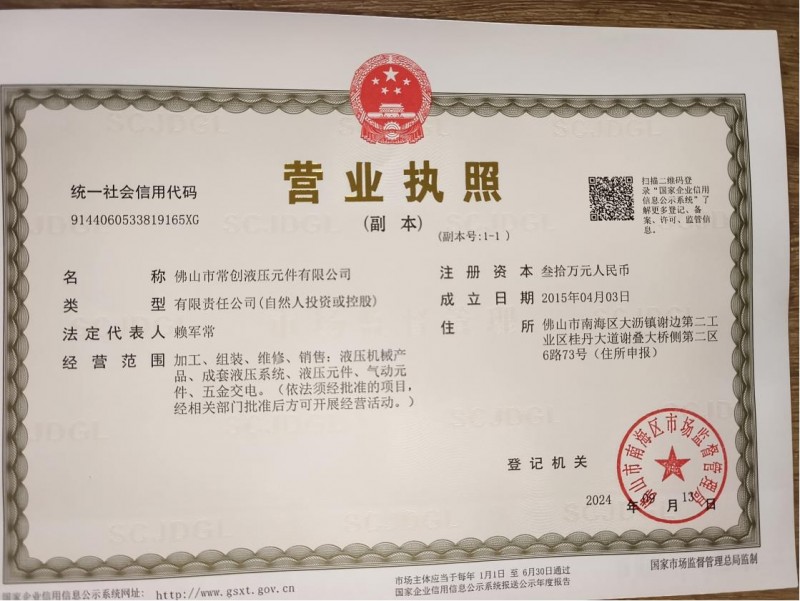 营业执照
(副 本)
(副本号:1-1 )
统一社会信用代码
91440605338191​65XG
扫描二维码登
录“国家企业信用
信息公示系统”了
解更多登记、备
案、许可、监管信
息。
名 称 佛山市常创液压元件有限公司
类 型 有限责任公司(自然人投资或控股)
法定代表人 赖军常
经营范围 加工、组装、维修、销售：液压机械产
品、成套液压系统、液压元件、气动元
件、五金交电。（依法须经批准的项目，
经相关部门批准后方可开展经营活动。）
注册资本 叁拾万元人民币
成立日期 2015年04月03日
住 所 佛山市南海区大沥镇谢边第二工
业区桂丹大道谢叠大桥侧第二区
6路73号（住所申报）
登记机关
佛山市南海区市场监督管理局
2024 年 09 月 13 日
国家企业信用信息公示系统网址: http://www.gsxt.gov.cn
市场主体应当于每年 1月1日 至 6月30日通过
国家企业信用信息公示系统报送公示年度报告
国家市场监督管理总局监制